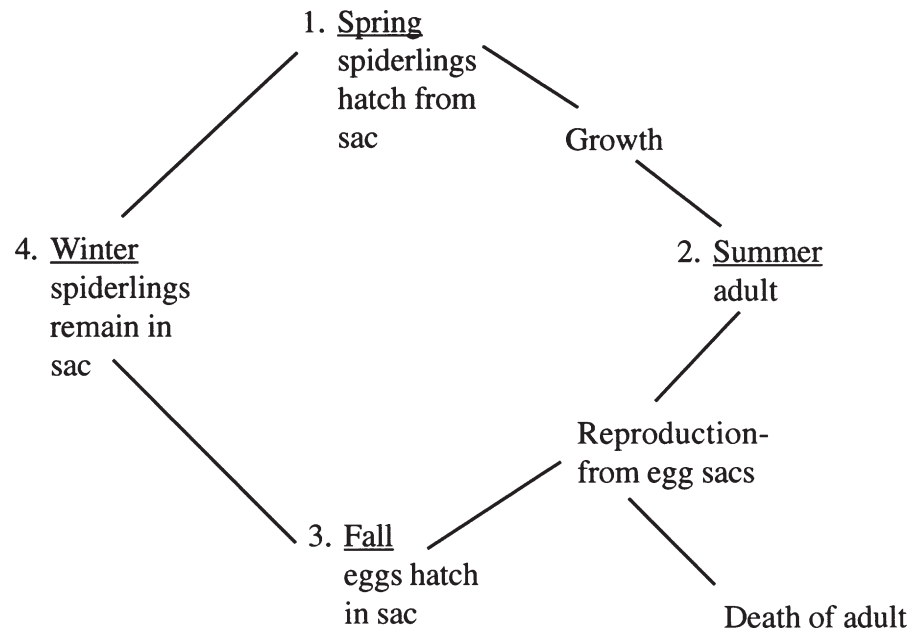 1. Spring
spiderlings
hatch from
sac
Growth
4. Winter
spiderlings
remain in
sac
2. Summer
adult
Reproduction-
from egg sacs
3. Fall
eggs hatch
in sac
Death of adult